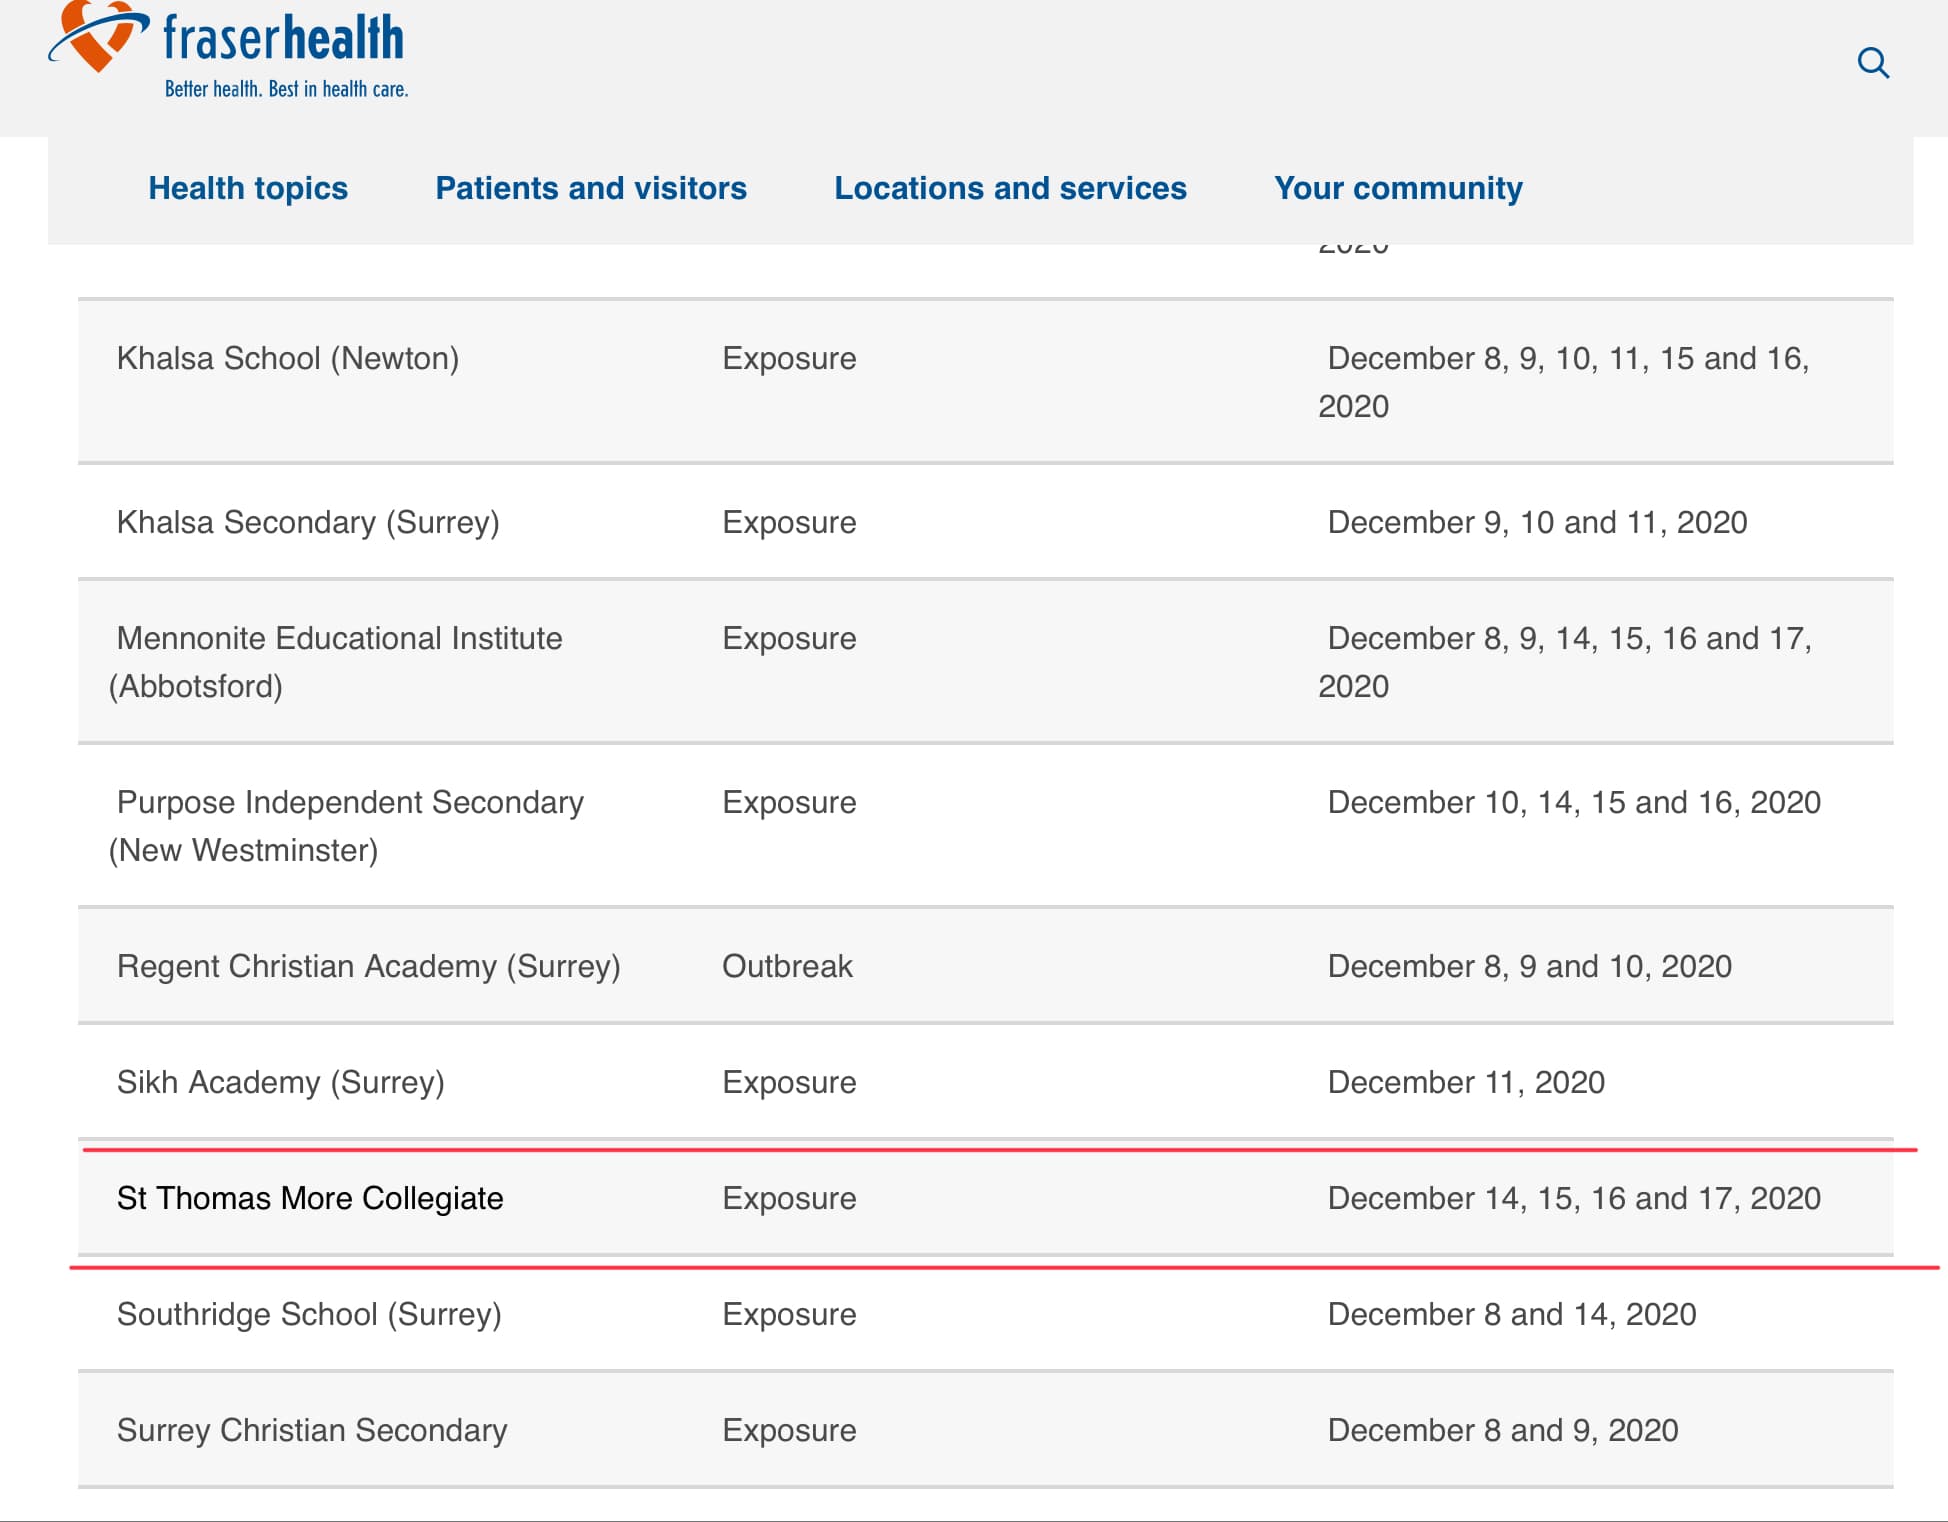 fraserhealth
Better health. Best in health care.
Health topics Patients and visitors Locations and services Your community
2020
Khalsa School (Newton) Exposure December 8, 9, 10, 11, 15 and 16,
2020
Khalsa Secondary (Surrey) Exposure December 9, 10 and 11, 2020
Mennonite Educational Institute Exposure December 8, 9, 14, 15, 16 and 17,
(Abbotsford) 2020
Purpose Independent Secondary Exposure December 10, 14, 15 and 16, 2020
(New Westminster)
Regent Christian Academy (Surrey) Outbreak December 8, 9 and 10, 2020
Sikh Academy (Surrey) Exposure December 11, 2020
St Thomas More Collegiate Exposure December 14, 15, 16 and 17, 2020
Southridge School (Surrey) Exposure December 8 and 14, 2020
Surrey Christian Secondary Exposure December 8 and 9, 2020